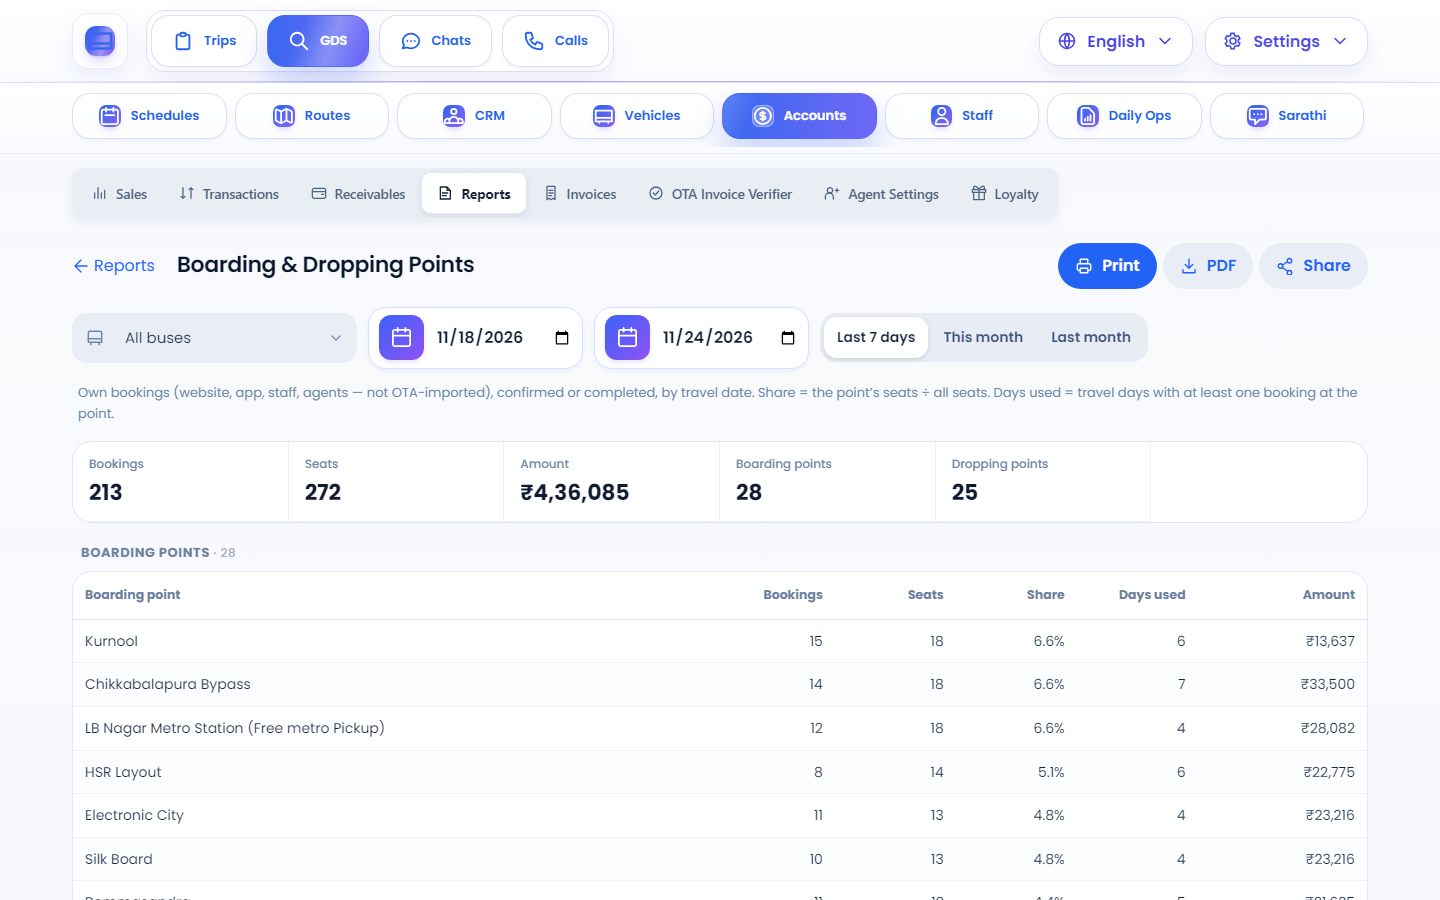 Trips
GDS
Chats
Calls
English
Settings
Schedules
Routes
CRM
Vehicles
Accounts
Staff
Daily Ops
Sarathi
Sales
Transactions
Receivables
Reports
Invoices
OTA Invoice Verifier
Agent Settings
Loyalty
← Reports
Boarding & Dropping Points
Print
PDF
Share
All buses
11/18/2026
11/24/2026
Last 7 days
This month
Last month
Own bookings (website, app, staff, agents — not OTA-imported), confirmed or completed, by travel date. Share = the point’s seats ÷ all seats. Days used = travel days with at least one booking at the
point.
Bookings
213
Seats
272
Amount
₹4,36,085
Boarding points
28
Dropping points
25
BOARDING POINTS · 28
Boarding point Bookings Seats Share Days used Amount
Kurnool 15 18 6.6% 6 ₹13,637
Chikkabalapura Bypass 14 18 6.6% 7 ₹33,500
LB Nagar Metro Station (Free metro Pickup) 12 18 6.6% 4 ₹28,082
HSR Layout 8 14 5.1% 6 ₹22,775
Electronic City 11 13 4.8% 4 ₹23,216
Silk Board 10 13 4.8% 4 ₹23,216